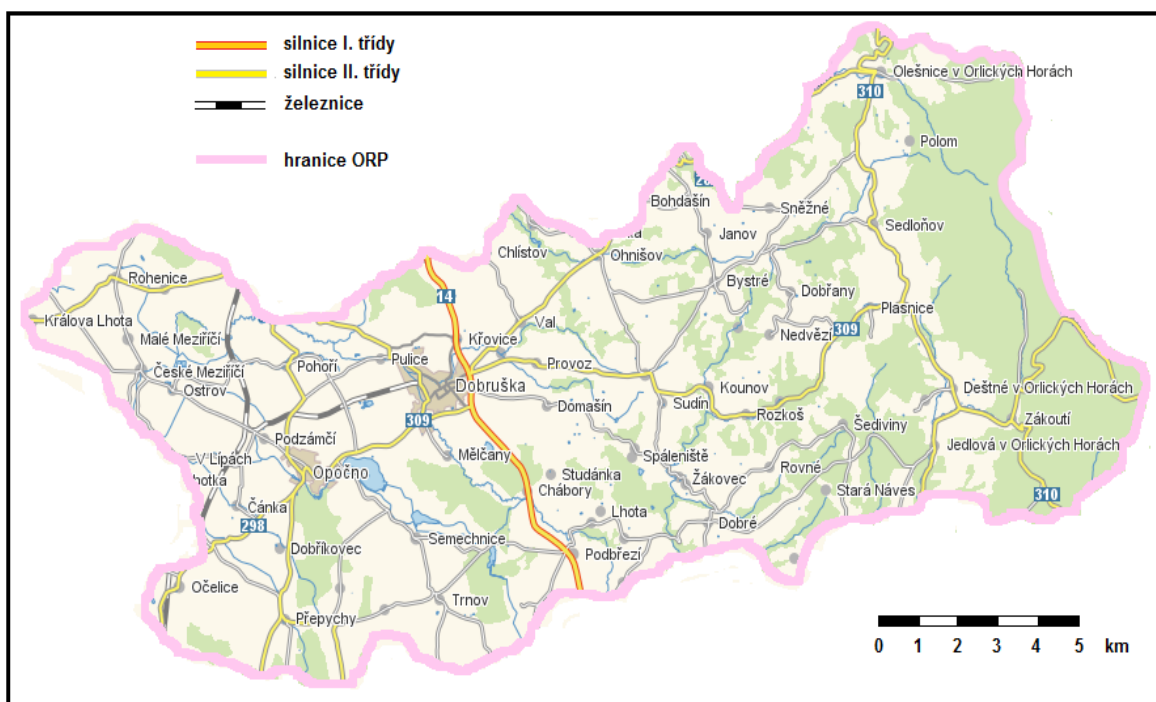 silnice I. třídy
silnice II. třídy
železnice
hranice ORP
Olešnice v Orlických Horách
310
Polom
Bohdašín
Sněžné
Sedloňov
Janov
Chlístov
Ohnišov
Rohenice
Bystré
Dobřany
14
Plasnice
Králova Lhota
Val
309
Křovice
Nedvězí
Malé Meziříčí
Pulice
Provoz
Pohoří
České Meziříčí
Dobruška
Kounov
Deštné v Orlických Horách
Ostrov
Domašín
Sudín
Rozkoš
309
Šediviny
Zákoutí
Podzámčí
Jedlová v Orlických Horách
Mělčany
Spáleniště
V Lipách
Opočno
Studánka
Rovné
hotka
Žákovec
Chábory
Stará Náves
310
Čánka
Lhota
298
Dobré
Semechnice
Dobříkovec
Podbřezí
Očelice
Trnov
Přepychy
0 1 2 3 4 5 km